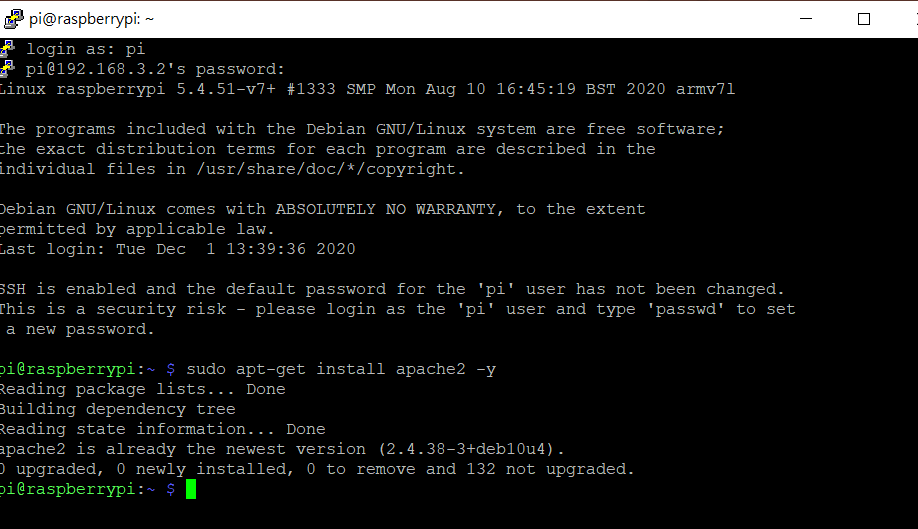 pi@raspberrypi: ~
login as: pi
pi@192.168.3.2's password:
Linux raspberrypi 5.4.51-v7+ #1333 SMP Mon Aug 10 16:45:19 BST 2020 armv7l
The programs included with the Debian GNU/Linux system are free software;
the exact distribution terms for each program are described in the
individual files in /usr/share/doc/*/copyright.
Debian GNU/Linux comes with ABSOLUTELY NO WARRANTY, to the extent
permitted by applicable law.
Last login: Tue Dec  1 13:39:36 2020
SSH is enabled and the default password for the 'pi' user has not been changed.
This is a security risk - please login as the 'pi' user and type 'passwd' to set
a new password.
pi@raspberrypi:~ $ sudo apt-get install apache2 -y
Reading package lists... Done
Building dependency tree
Reading state information... Done
apache2 is already the newest version (2.4.38-3+deb10u4).
0 upgraded, 0 newly installed, 0 to remove and 132 not upgraded.
pi@raspberrypi:~ $